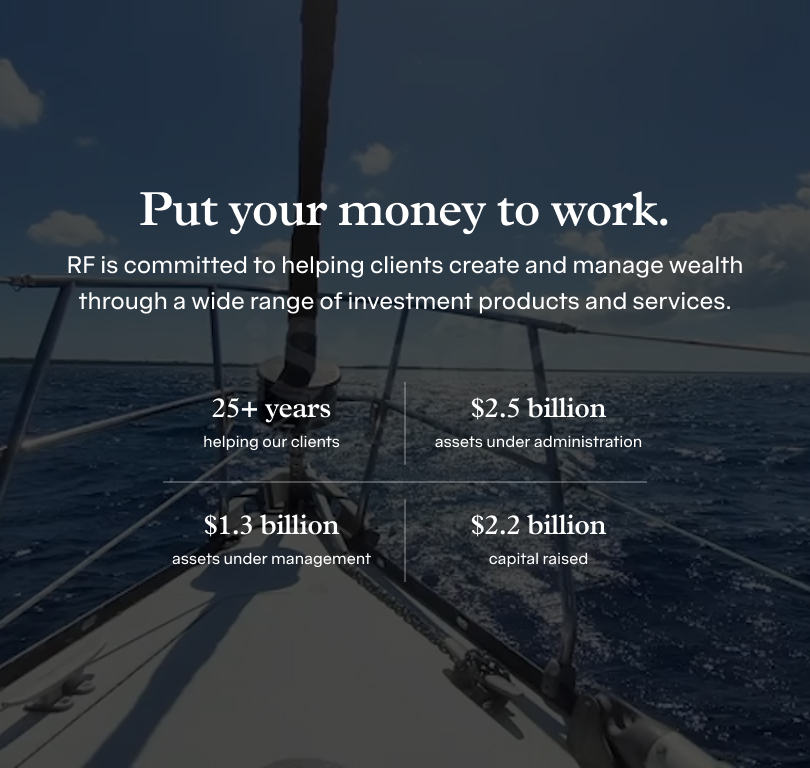 Put your money to work.
RF is committed to helping clients create and manage wealth
through a wide range of investment products and services.
25+ years
helping our clients
$2.5 billion
assets under administration
$1.3 billion
assets under management
$2.2 billion
capital raised